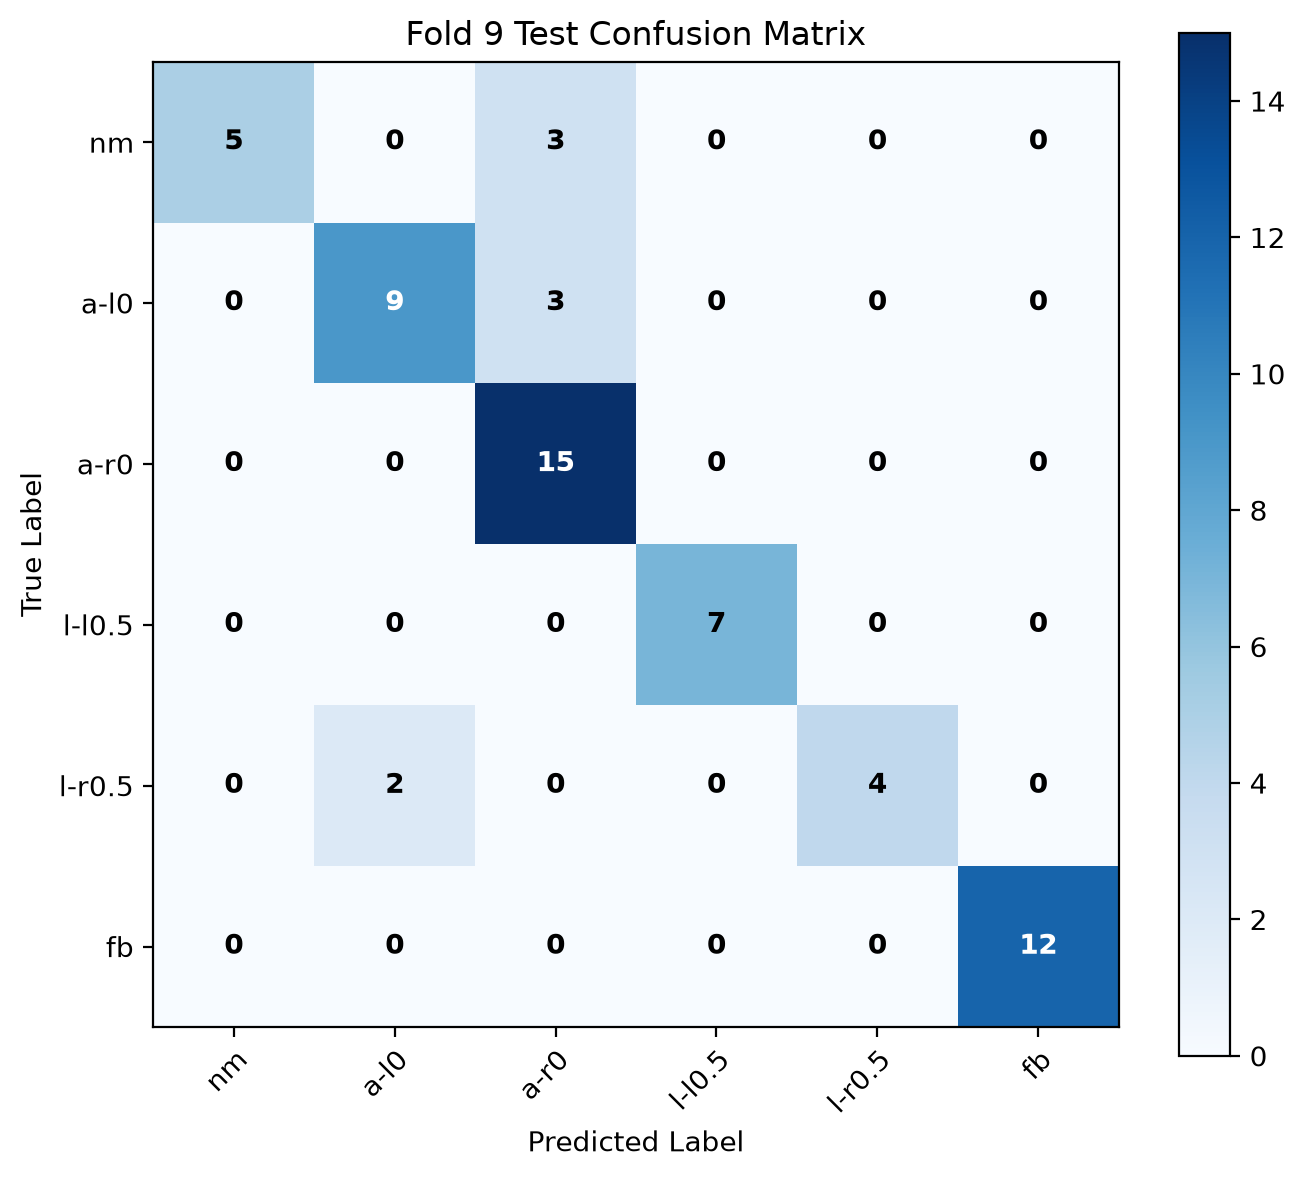 Fold 9 Test Confusion Matrix
True Label
nm 5 0 3 0 0 0
a-l0 0 9 3 0 0 0
a-r0 0 0 15 0 0 0
l-l0.5 0 0 0 7 0 0
l-r0.5 0 2 0 0 4 0
fb 0 0 0 0 0 12
nm a-l0 a-r0 l-l0.5 l-r0.5 fb
Predicted Label
14
12
10
8
6
4
2
0